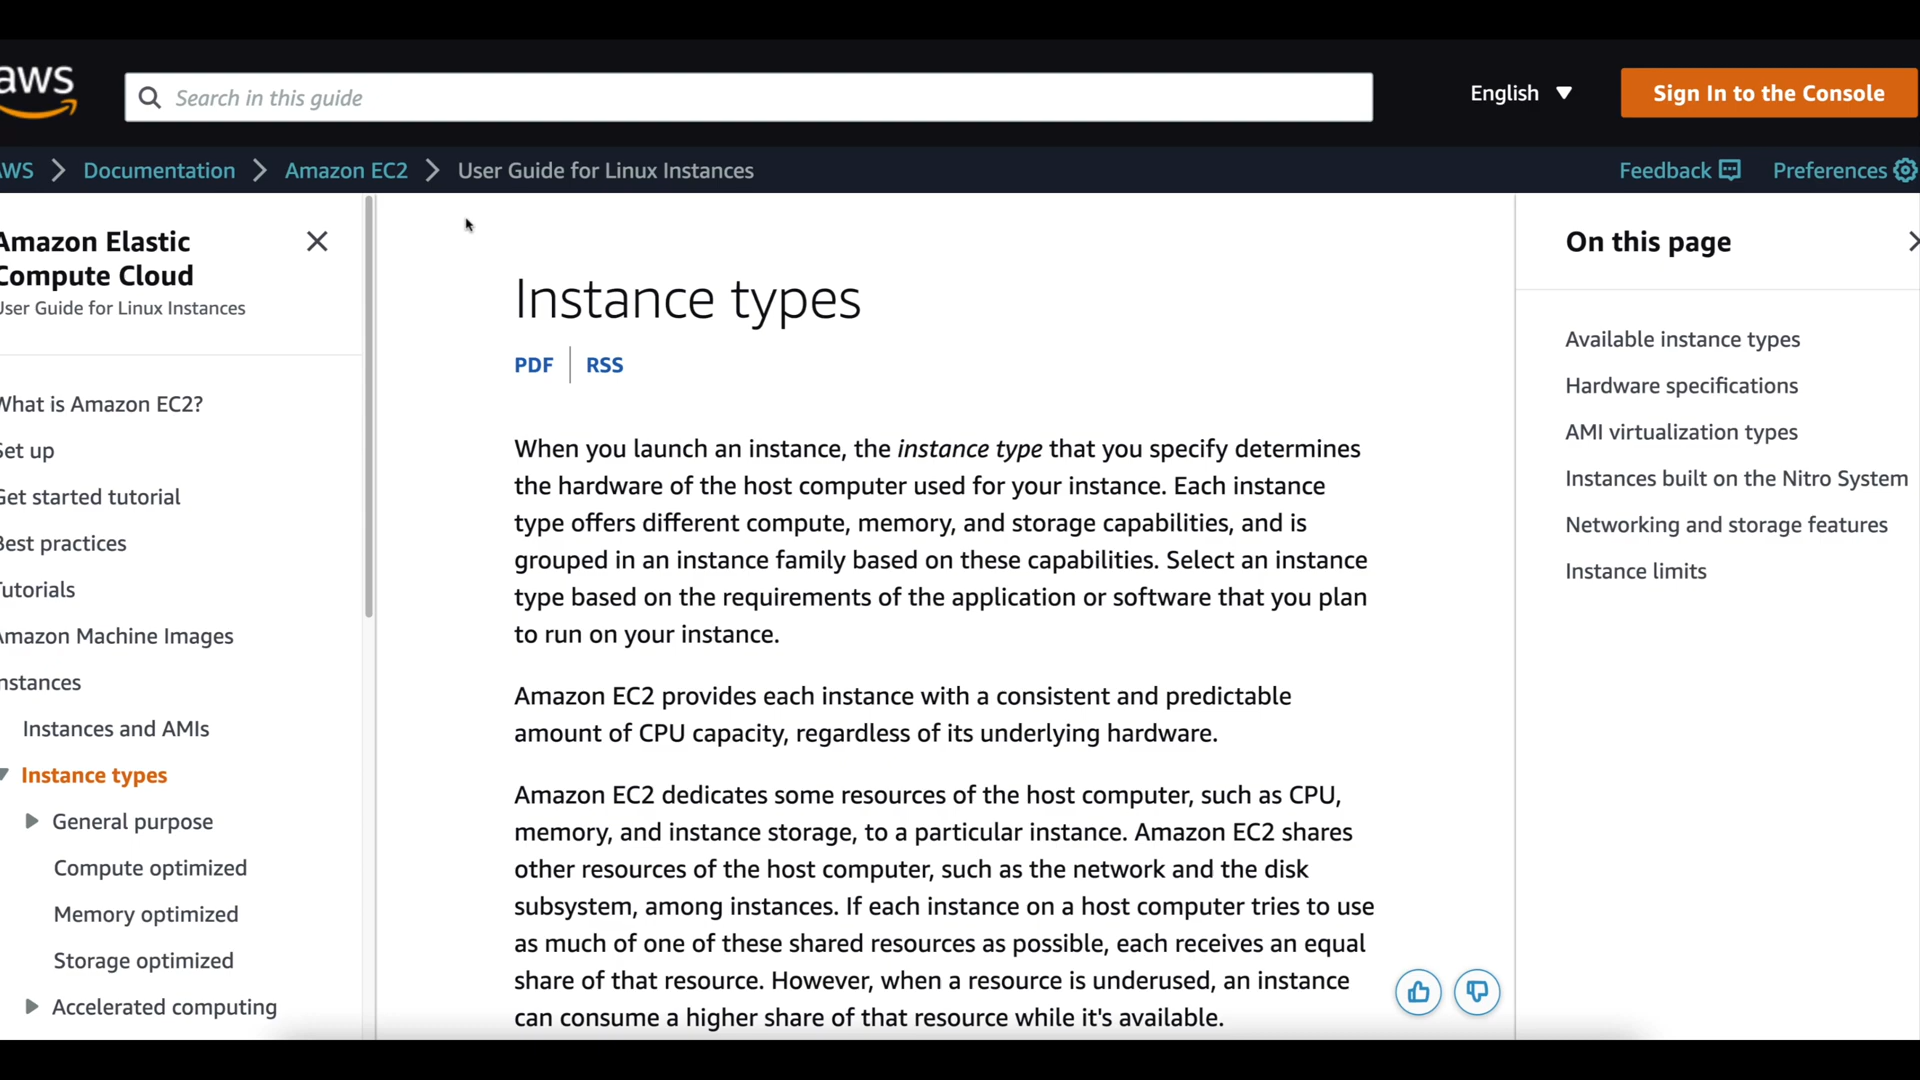 aws
Search in this guide
English
Sign In to the Console
AWS > Documentation > Amazon EC2 > User Guide for Linux Instances
Feedback
Preferences
Amazon Elastic
Compute Cloud
User Guide for Linux Instances
What is Amazon EC2?
Set up
Get started tutorial
Best practices
Tutorials
Amazon Machine Images
Instances
Instances and AMIs
Instance types
General purpose
Compute optimized
Memory optimized
Storage optimized
Accelerated computing
Instance types
PDF | RSS
When you launch an instance, the instance type that you specify determines
the hardware of the host computer used for your instance. Each instance
type offers different compute, memory, and storage capabilities, and is
grouped in an instance family based on these capabilities. Select an instance
type based on the requirements of the application or software that you plan
to run on your instance.
Amazon EC2 provides each instance with a consistent and predictable
amount of CPU capacity, regardless of its underlying hardware.
Amazon EC2 dedicates some resources of the host computer, such as CPU,
memory, and instance storage, to a particular instance. Amazon EC2 shares
other resources of the host computer, such as the network and the disk
subsystem, among instances. If each instance on a host computer tries to use
as much of one of these shared resources as possible, each receives an equal
share of that resource. However, when a resource is underused, an instance
can consume a higher share of that resource while it's available.
On this page
Available instance types
Hardware specifications
AMI virtualization types
Instances built on the Nitro System
Networking and storage features
Instance limits